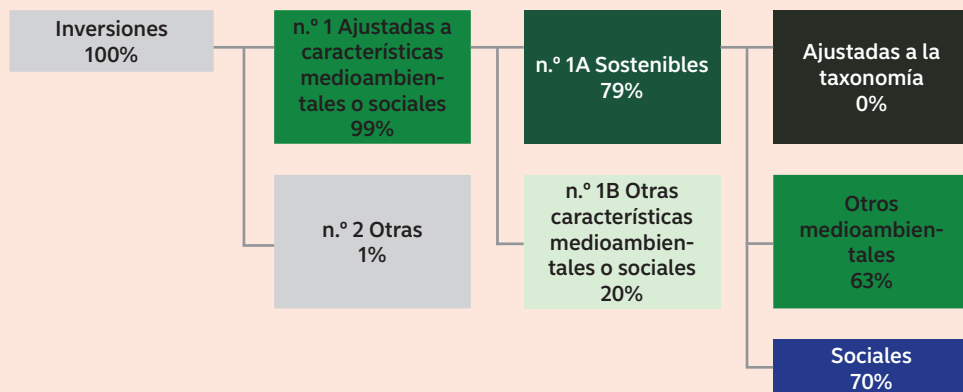 Inversiones
100%
n.º 1 Ajustadas a
características
medioambien-
tales o sociales
99%
n.º 2 Otras
1%
n.º 1A Sostenibles
79%
n.º 1B Otras
características
medioambien-
tales o sociales
20%
Ajustadas a la
taxonomía
0%
Otros
medioambien-
tales
63%
Sociales
70%